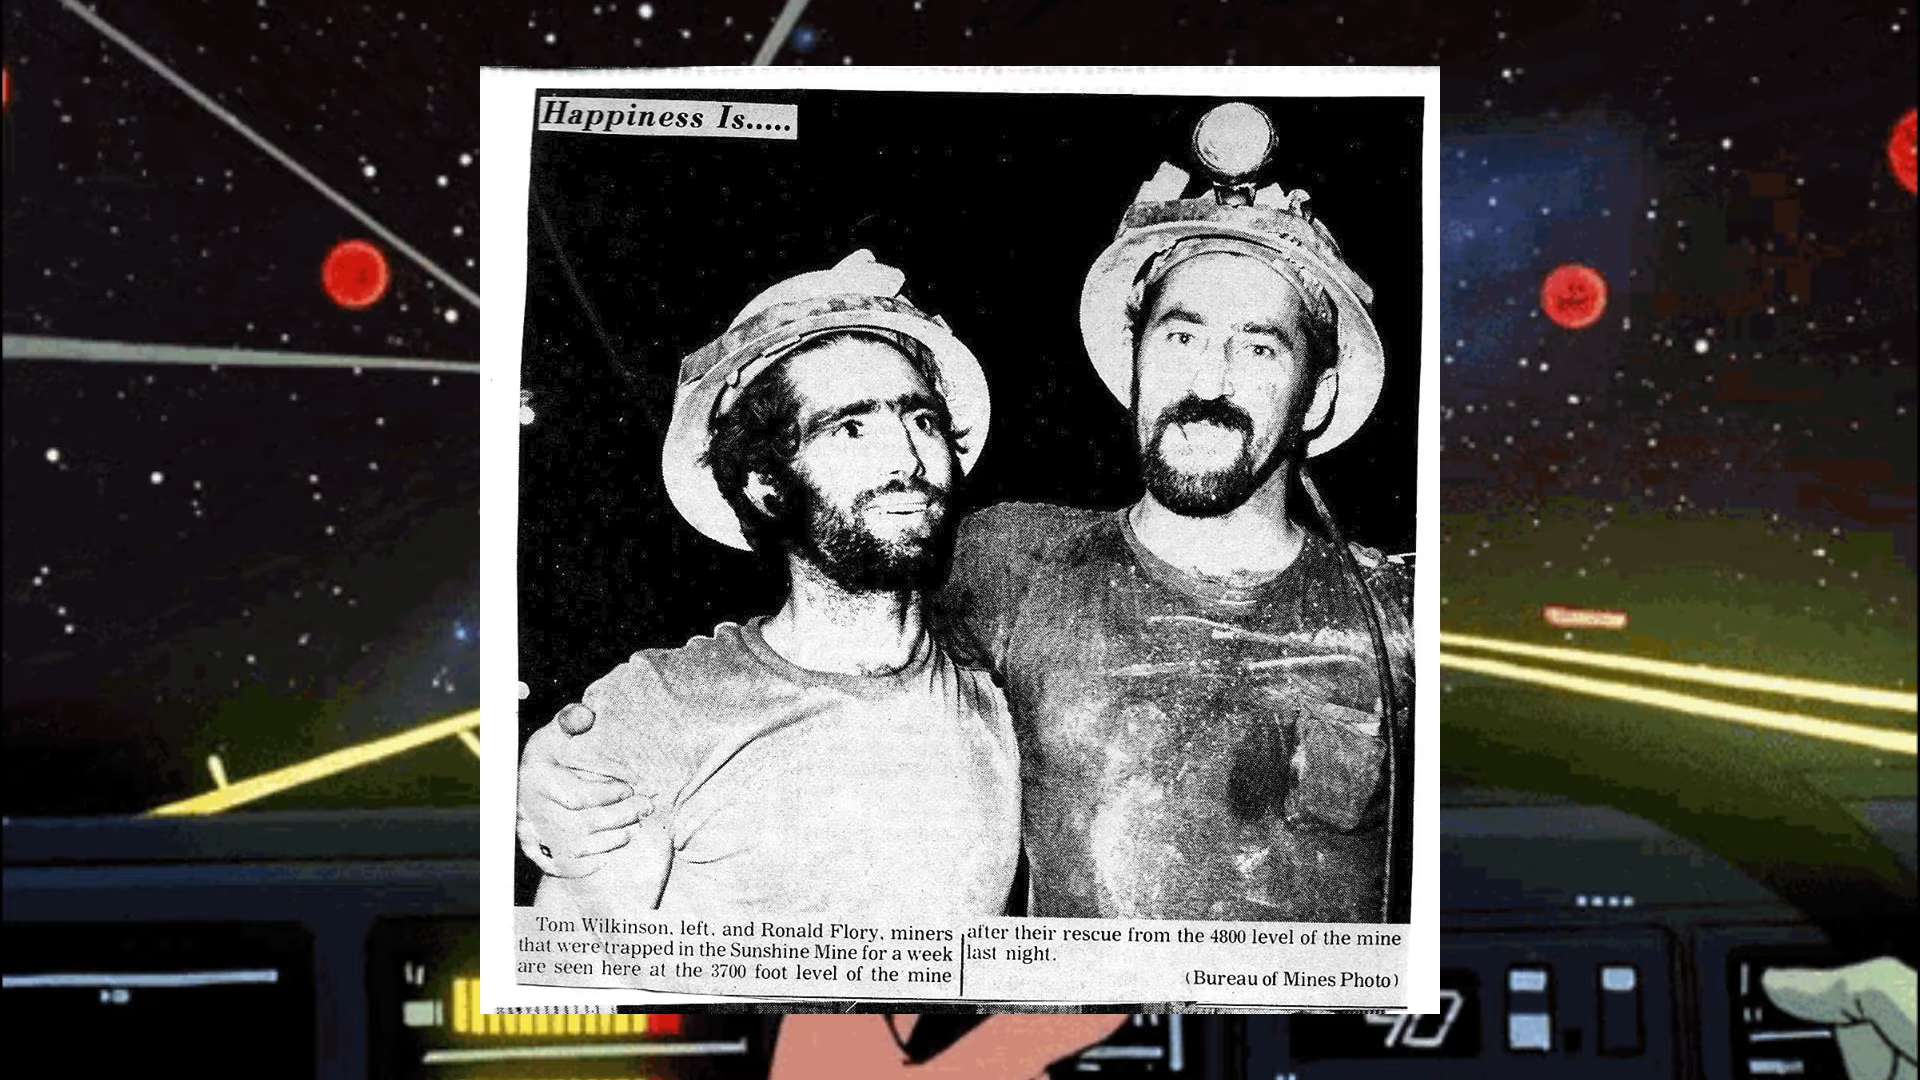 Happiness Is.....
Tom Wilkinson, left, and Ronald Flory, miners
that were trapped in the Sunshine Mine for a week
are seen here at the 3700 foot level of the mine
after their rescue from the 4800 level of the mine
last night.
(Bureau of Mines Photo)
90